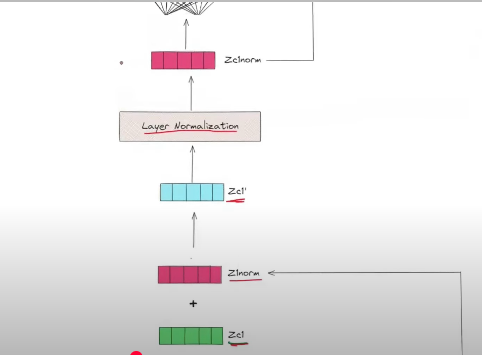 Zc1norm
Layer Normalization
Zc1'
Z1norm
+
Zc1